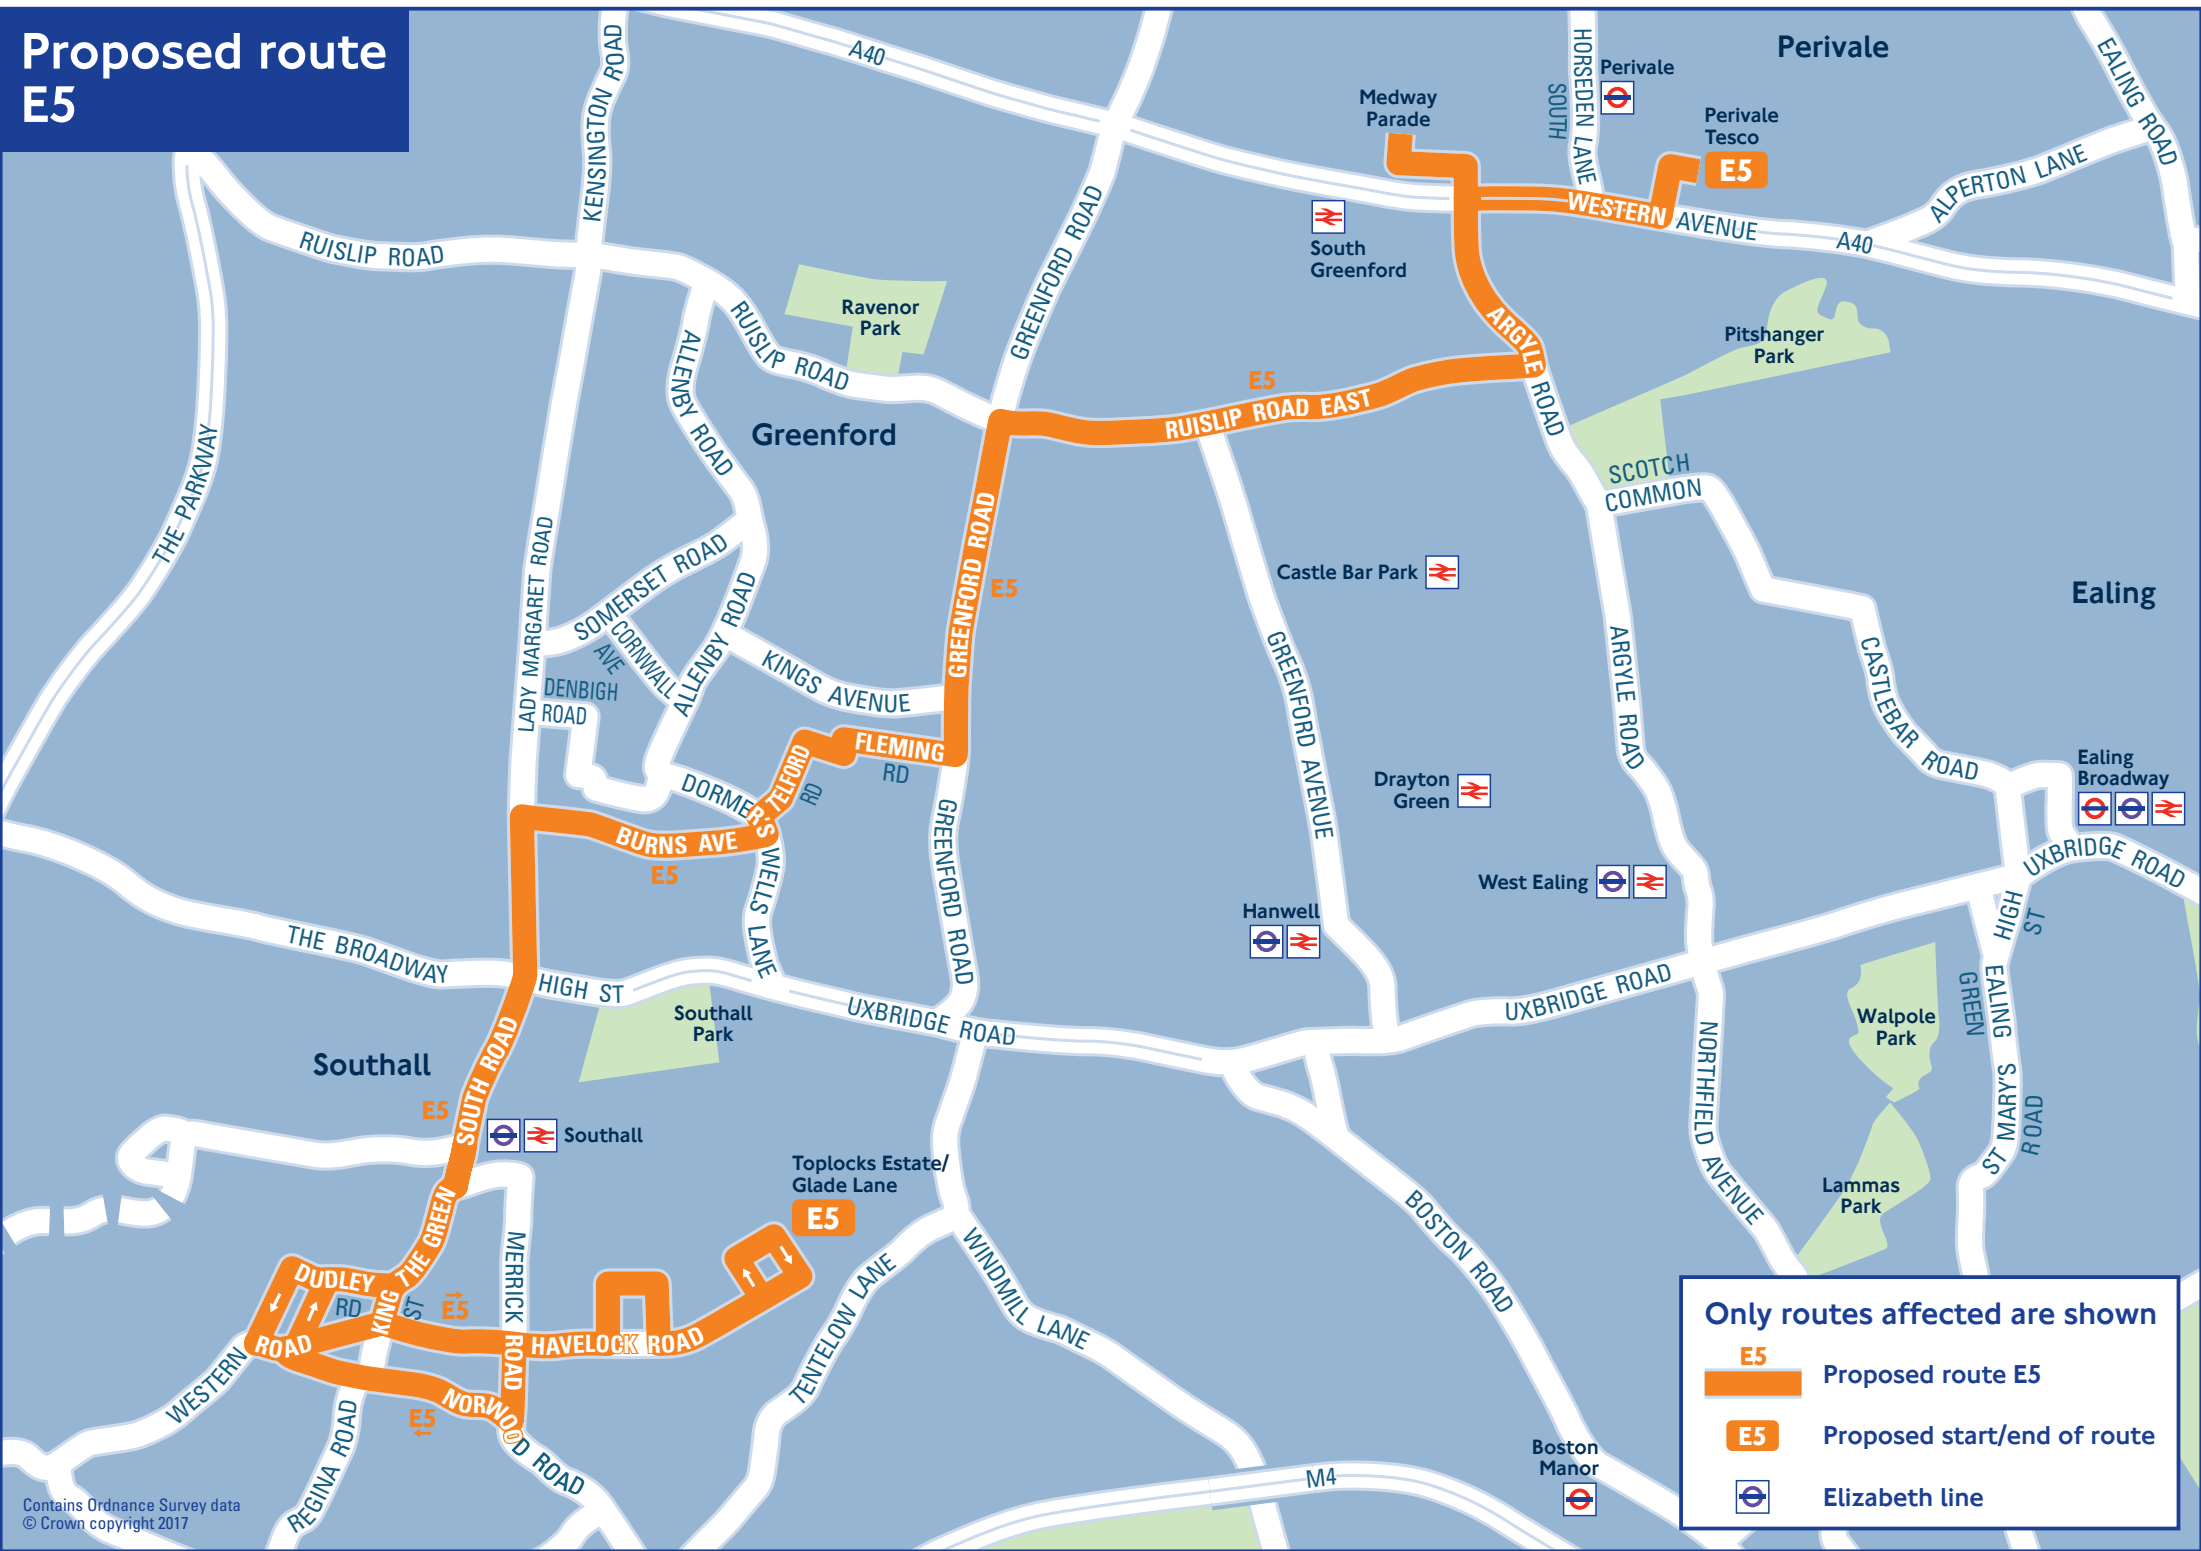 Proposed route
E5
KENSINGTON ROAD
A40
HORSEDEN LANE
SOUTH
Perivale
Perivale
EALING ROAD
Medway
Parade
Perivale
Tesco
E5
ALPERTON LANE
WESTERN
AVENUE
A40
South
Greenford
RUISLIP ROAD
GREENFORD ROAD
Ravenor
Park
RUISLIP ROAD
ALLENBY ROAD
ARGYLE
ROAD
Pitshanger
Park
E5
RUISLIP ROAD EAST
Greenford
THE PARKWAY
SCOTCH
COMMON
LADY MARGARET ROAD
GREENFORD ROAD
E5
Castle Bar Park
Ealing
SOMERSET ROAD
CORNWALL
AVE
ALLENBY ROAD
KINGS AVENUE
DENBIGH
ROAD
GREENFORD AVENUE
ARGYLE ROAD
CASTLEBAR ROAD
FLEMING
RD
TELFORD
RD
DORMER'S
WELLS LANE
BURNS AVE
E5
Drayton
Green
Ealing
Broadway
UXBRIDGE ROAD
GREENFORD ROAD
West Ealing
Hanwell
HIGH
ST
THE BROADWAY
HIGH ST
UXBRIDGE ROAD
UXBRIDGE ROAD
Southall
Park
Walpole
Park
EALING
GREEN
Southall
SOUTH ROAD
E5
Southall
NORTHFIELD AVENUE
ST MARY'S
ROAD
Toplocks Estate/
Glade Lane
E5
Lammas
Park
THE GREEN
MERRICK ROAD
BOSTON ROAD
WINDMILL LANE
TENTELOW LANE
DUDLEY
RD
KING
ST
E5
ROAD
HAVELOCK ROAD
WESTERN
NORWOOD ROAD
E5
REGINA ROAD
M4
Boston
Manor
Only routes affected are shown
E5
Proposed route E5
E5
Proposed start/end of route
Elizabeth line
Contains Ordnance Survey data
© Crown copyright 2017